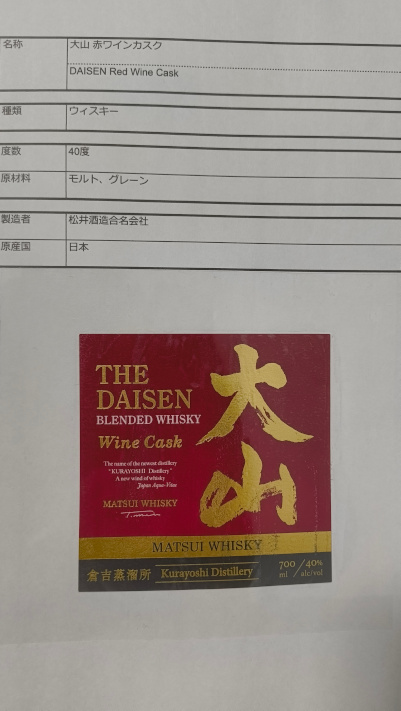 名称 大山 赤ワインカスク
DAISEN Red Wine Cask
種類 ウィスキー
度数 40度
原材料 モルト、グレーン
製造者 松井酒造合名会社
原産国 日本
THE
DAISEN
BLENDED WHISKY
Wine Cask
The name of the newest distillery
"KURAYOSHI Distillery"
A new wind of whisky
Japan Aqua-Vitae
MATSUI WHISKY
大山
MATSUI WHISKY
倉吉蒸溜所 Kurayoshi Distillery 700 ml / 40% alc/vol